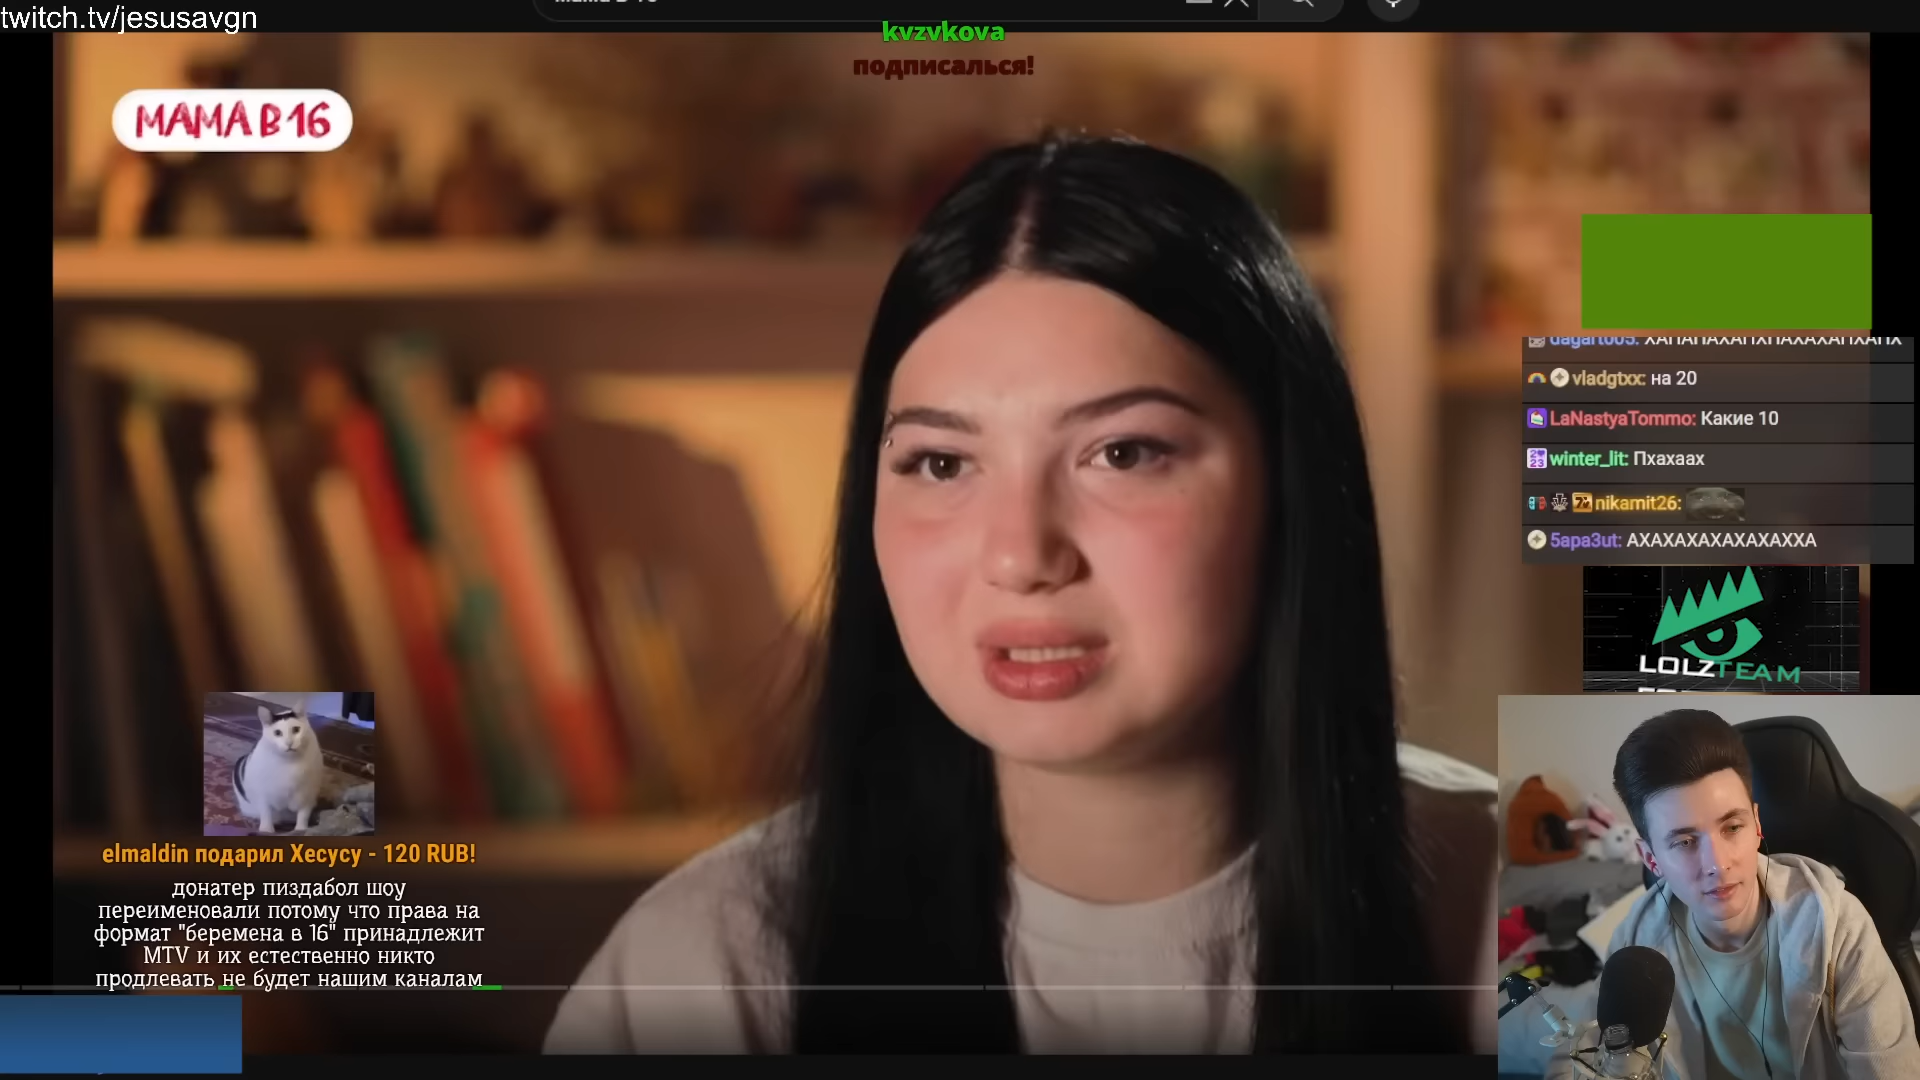 twitch.tv/jesusavgn
kvzvkova
подписалься!
МАМА В 16
vladgtxx: на 20
LaNastyaTommo: Какие 10
winter_lit: Пхахаах
nikamit26:
5apa3ut: АХАХАХАХАХАХАХХА
LOLZTEAM
elmaldin подарил Хесусу - 120 RUB!
донатер пиздабол шоу
переименовали потому что права на
формат "беремена в 16" принадлежит
MTV и их естественно никто
продлевать не будет нашим каналам